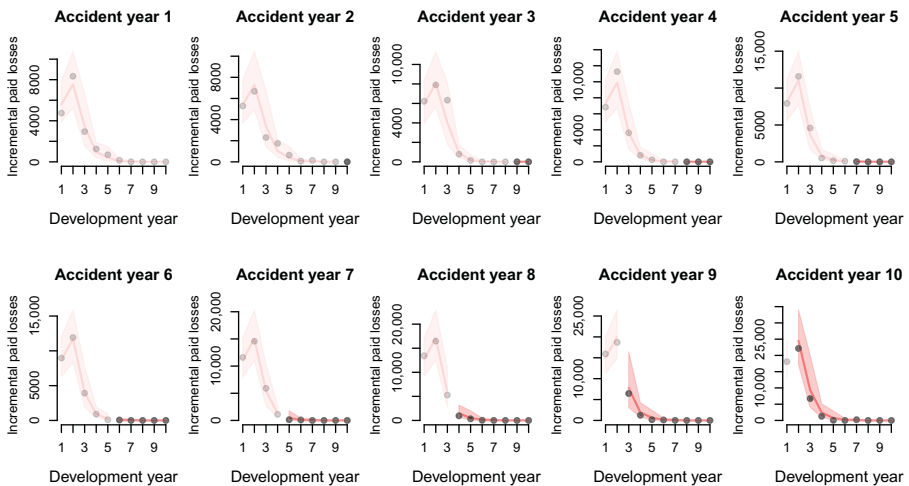 Accident year 1
Accident year 2
Accident year 3
Accident year 4
Accident year 5
Incremental paid losses
0
4000
8000
1 3 5 7 9
Development year
Incremental paid losses
0
4000
8000
1 3 5 7 9
Development year
Incremental paid losses
0
4000
10,000
1 3 5 7 9
Development year
Incremental paid losses
0
4000
10,000
1 3 5 7 9
Development year
Incremental paid losses
0
5000
15,000
1 3 5 7 9
Development year
Accident year 6
Accident year 7
Accident year 8
Accident year 9
Accident year 10
Incremental paid losses
0
5000
15,000
1 3 5 7 9
Development year
Incremental paid losses
0
10,000
20,000
1 3 5 7 9
Development year
Incremental paid losses
0
10,000
20,000
1 3 5 7 9
Development year
Incremental paid losses
0
10,000
25,000
1 3 5 7 9
Development year
Incremental paid losses
0
10,000
25,000
1 3 5 7 9
Development year